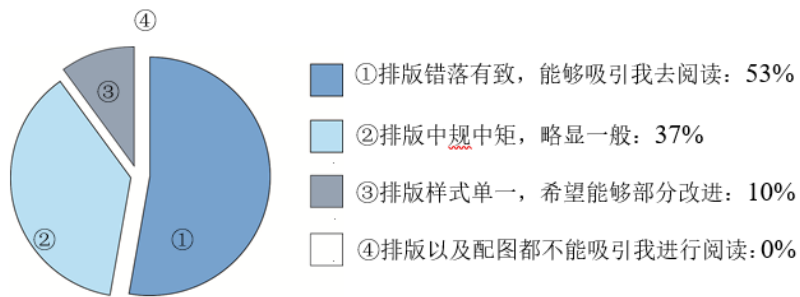 ④
③
②
①
①排版错落有致，能够吸引我去阅读：53%
②排版中规中矩，略显一般：37%
③排版样式单一，希望能够部分改进：10%
④排版以及配图都不能吸引我进行阅读：0%